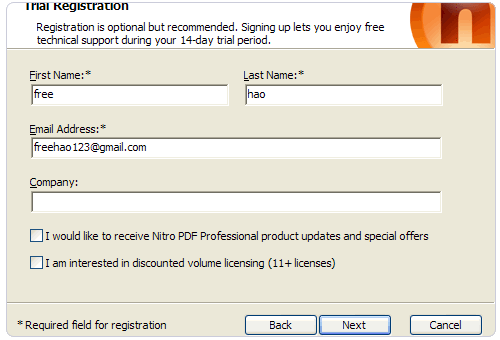 Trial Registration
Registration is optional but recommended. Signing up lets you enjoy free
technical support during your 14-day trial period.
First Name:* Last Name:*
free hao
Email Address:*
freehao123@gmail.com
Company:
I would like to receive Nitro PDF Professional product updates and special offers
I am interested in discounted volume licensing (11+ licenses)
* Required field for registration Back Next Cancel